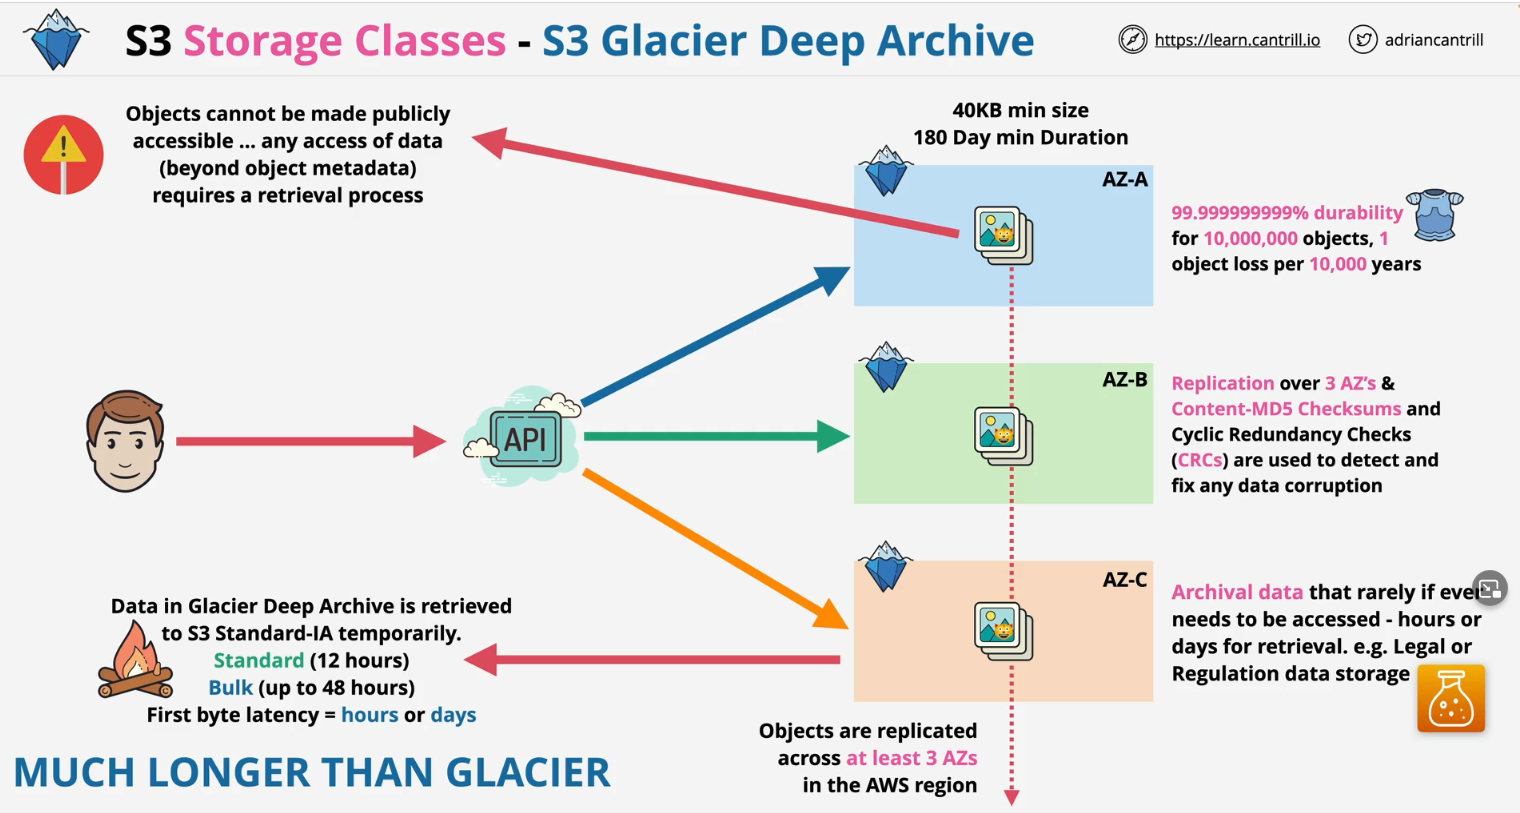 S3 Storage Classes - S3 Glacier Deep Archive
https://learn.cantrill.io
adriancantrill
Objects cannot be made publicly
accessible ... any access of data
(beyond object metadata)
requires a retrieval process
40KB min size
180 Day min Duration
AZ-A
99.999999999% durability
for 10,000,000 objects, 1
object loss per 10,000 years
API
AZ-B
Replication over 3 AZ's &
Content-MD5 Checksums and
Cyclic Redundancy Checks
(CRCs) are used to detect and
fix any data corruption
AZ-C
Archival data that rarely if ever
needs to be accessed - hours or
days for retrieval. e.g. Legal or
Regulation data storage
Data in Glacier Deep Archive is retrieved
to S3 Standard-IA temporarily.
Standard (12 hours)
Bulk (up to 48 hours)
First byte latency = hours or days
Objects are replicated
across at least 3 AZs
in the AWS region
MUCH LONGER THAN GLACIER